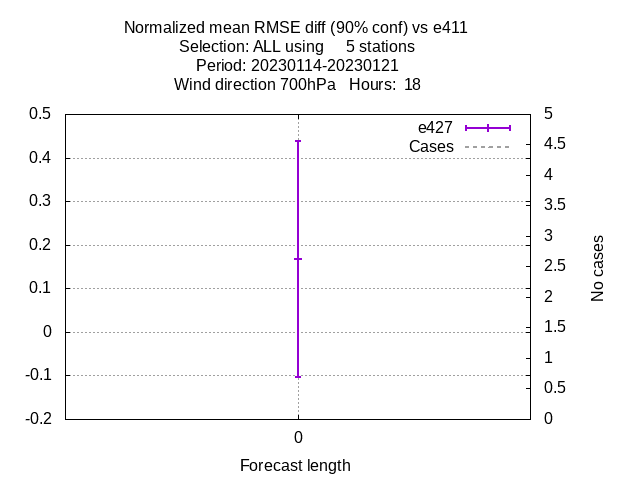 Normalized mean RMSE diff (90% conf) vs e411
Selection: ALL using     5 stations
Period: 20230114-20230121
Wind direction 700hPa   Hours:  18
0.5
0.4
0.3
0.2
0.1
0
-0.1
-0.2
5
4.5
4
3.5
3
2.5
2
1.5
1
0.5
0
e427
Cases
No cases
0
Forecast length